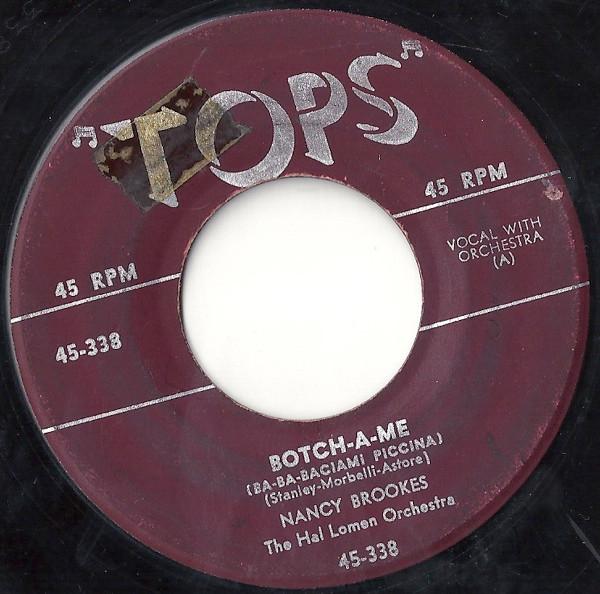 TOPS
45 RPM
VOCAL WITH
ORCHESTRA
(A)
45 RPM
45-338
BOTCH-A-ME
(BA-BA-BACIAMI PICCINA)
(Stanley-Morbelli-Astore)
NANCY BROOKES
The Hal Lomen Orchestra
45-338